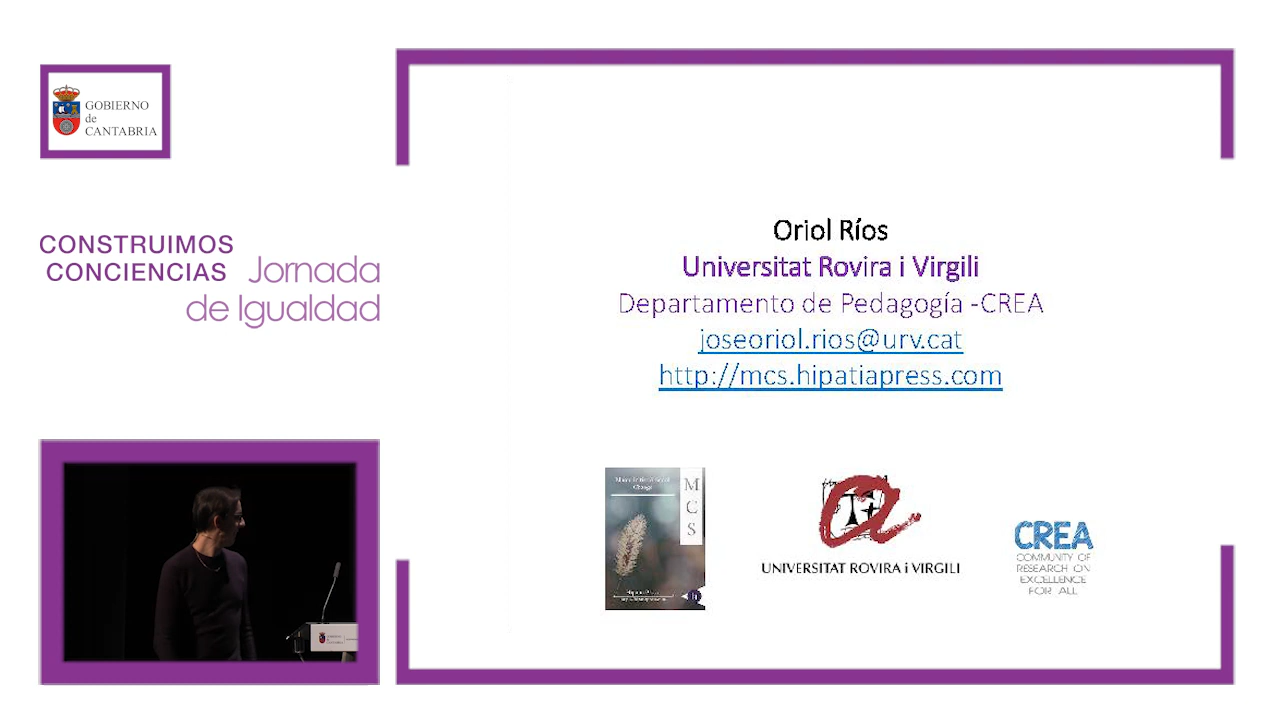 GOBIERNO
de
CANTABRIA
CONSTRUIMOS
CONCIENCIAS Jornada
de Igualdad
Oriol Ríos
Universitat Rovira i Virgili
Departamento de Pedagogía -CREA
joseoriol.rios@urv.cat
http://mcs.hipatiapress.com
M
C
S
UNIVERSITAT ROVIRA i VIRGILI
CREA
COMMUNITY OF
RESEARCH ON
EXCELLENCE
FOR ALL